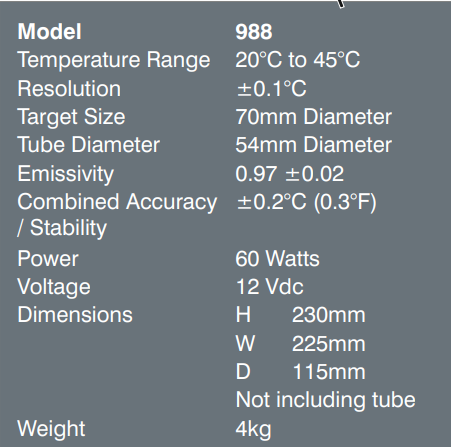 Model 988
Temperature Range 20°C to 45°C
Resolution ±0.1°C
Target Size 70mm Diameter
Tube Diameter 54mm Diameter
Emissivity 0.97 ±0.02
Combined Accuracy ±0.2°C (0.3°F)
/ Stability
Power 60 Watts
Voltage 12 Vdc
Dimensions H 230mm
W 225mm
D 115mm
Not including tube
Weight 4kg